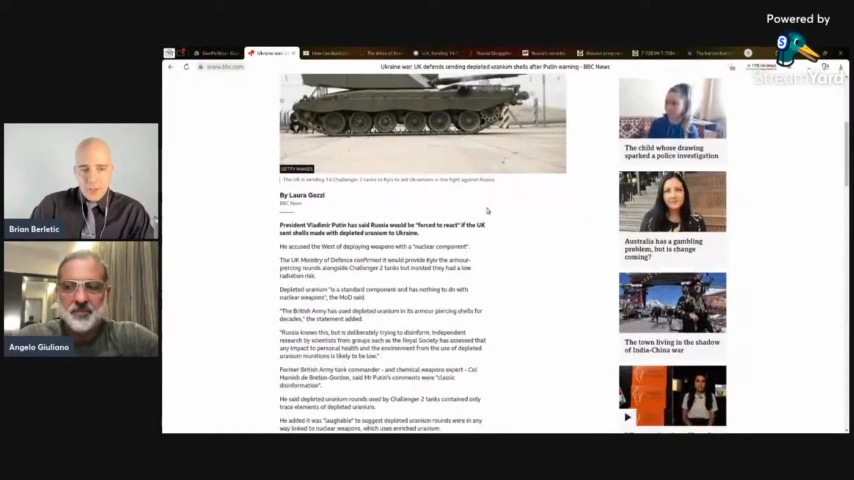 Powered by
StreamYard
Ukraine war: UK defends sending depleted uranium shells after Putin warning - BBC News
www.bbc.com
GETTY IMAGES
The UK is sending 14 Challenger 2 tanks to Kyiv to aid Ukrainians in the fight against Russia
By Laura Gozzi
BBC News
President Vladimir Putin has said Russia would be "forced to react" if the UK
sent shells made with depleted uranium to Ukraine.
He accused the West of deploying weapons with a "nuclear component".
The UK Ministry of Defence confirmed it would provide Kyiv the armour-
piercing rounds alongside Challenger 2 tanks but insisted they had a low
radiation risk.
Depleted uranium "is a standard component and has nothing to do with
nuclear weapons", the MoD said.
"The British Army has used depleted uranium in its armour piercing shells for
decades," the statement added.
"Russia knows this, but is deliberately trying to disinform. Independent
research by scientists from groups such as the Royal Society has assessed that
any impact to personal health and the environment from the use of depleted
uranium munitions is likely to be low."
Former British Army tank commander - and chemical weapons expert - Col
Hamish de Bretton-Gordon, said Mr Putin's comments were "classic
disinformation".
He said depleted uranium rounds used by Challenger 2 tanks contained only
trace elements of depleted uranium.
He added it was "laughable" to suggest depleted uranium rounds were in any
way linked to nuclear weapons, which uses enriched uranium.
The child whose drawing
sparked a police investigation
Australia has a gambling
problem, but is change
coming?
The town living in the shadow
of India-China war
Brian Berletic
Angelo Giuliano